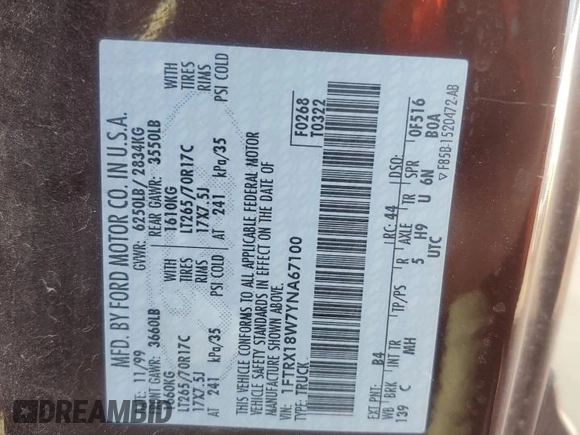 MFD. BY FORD MOTOR CO. IN U.S.A.
DATE: 11/99 GVWR: 6250LB/ 2834KG
FRONT GAWR: 3660LB REAR GAWR: 3550LB
1660KG 1610KG WITH
LT265/70R17C LT265/70R17C TIRES
17X7.5J 17X7.5J RIMS
AT 241 kPa/35 PSI COLD AT 241 kPa/35 PSI COLD
THIS VEHICLE CONFORMS TO ALL APPLICABLE FEDERAL MOTOR
VEHICLE SAFETY STANDARDS IN EFFECT ON THE DATE OF
MANUFACTURE SHOWN ABOVE.
VIN: 1FTRX18W7YNA67100 F0268
TYPE: TRUCK T0322
EXT PNT: B4 RC: 44 DSO: 0F516
WB BRK INT TR TP/PS R AXLE TR SPR B0A
139 C MH 5 H9 U 6N
UTC
▽F85B-1520472-AB
DREAMBID